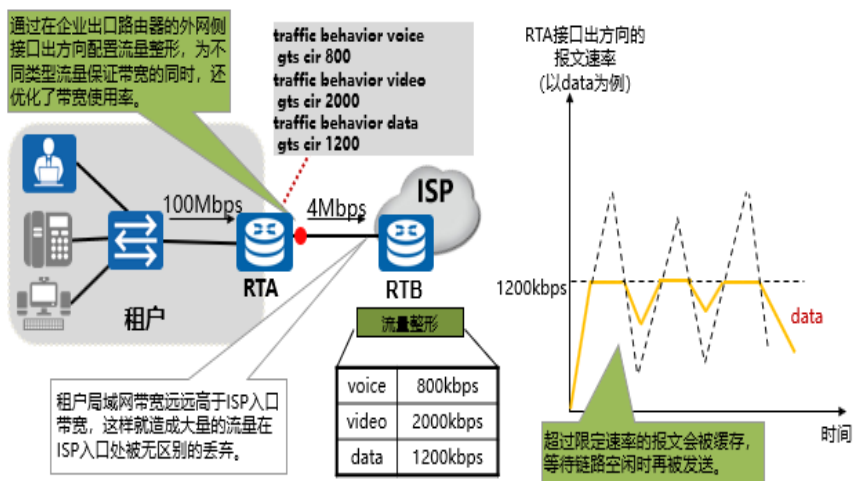 通过在企业出口路由器的外网侧
接口出方向配置流量整形，为不
同类型流量保证带宽的同时，还
优化了带宽使用率。
traffic behavior voice
gts cir 800
traffic behavior video
gts cir 2000
traffic behavior data
gts cir 1200
100Mbps
4Mbps
ISP
RTA
RTB
租户
流量整形
voice 800kbps
video 2000kbps
data 1200kbps
租户局域网带宽远远高于ISP入口
带宽，这样就造成大量的流量在
ISP入口处被无区别的丢弃。
RTA接口出方向的
报文速率
(以data为例)
1200kbps
data
时间
超过限定速率的报文会被缓存，
等待链路空闲时再被发送。